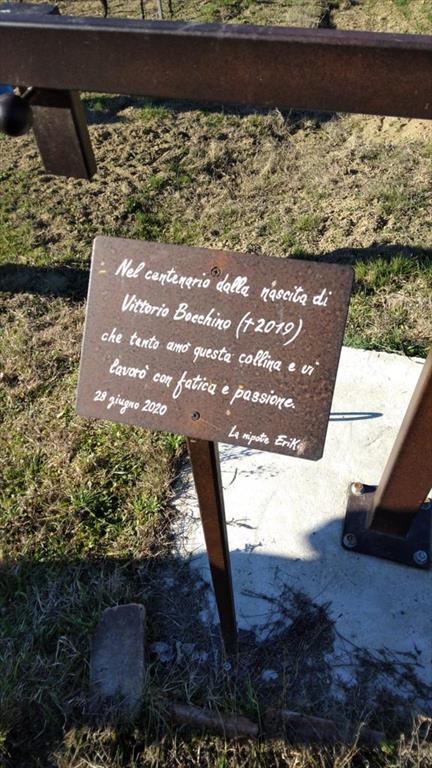 Nel centenario dalla nascita di
Vittorio Bocchino (†2019)
che tanto amò questa collina e vi
lavorò con fatica e passione.
28 giugno 2020
La nipote Erika